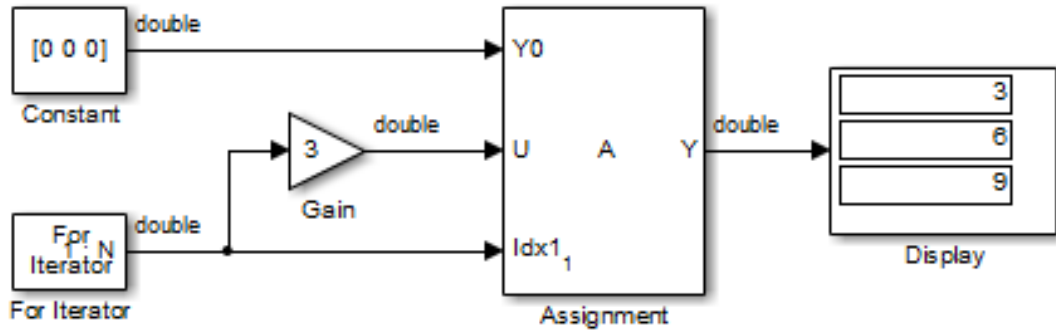 double
[0 0 0]
Constant
Y0
double
3
Gain
U
A
Y
double
3
6
9
Display
double
For
1 : N
Iterator
For Iterator
Idx1 1
Assignment